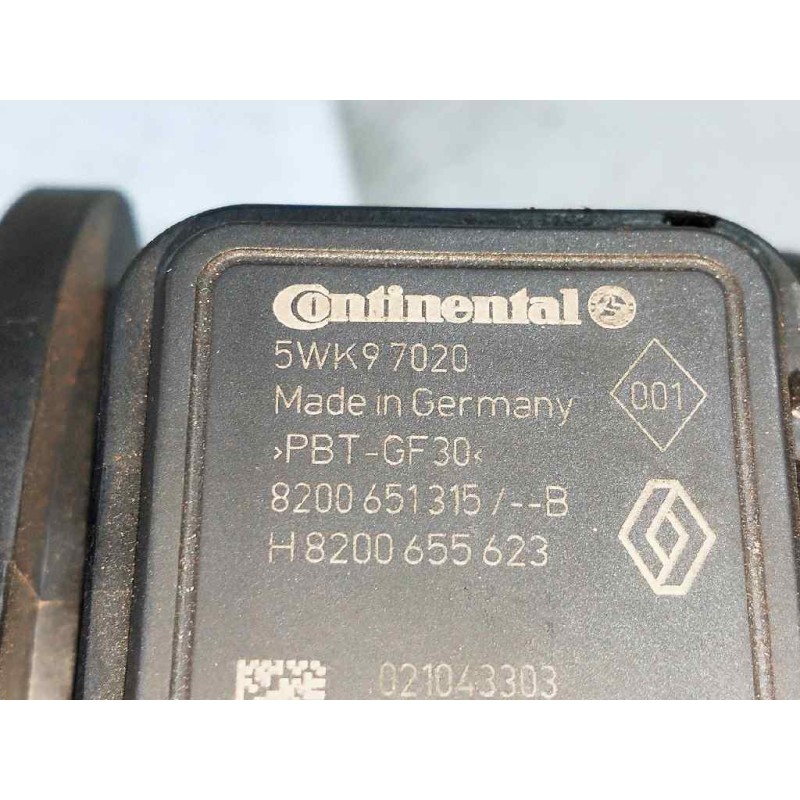 Continental
5WK9 7020
Made in Germany
001
>PBT-GF30<
8200 651 315 /--B
H 8200 655 623
021043303